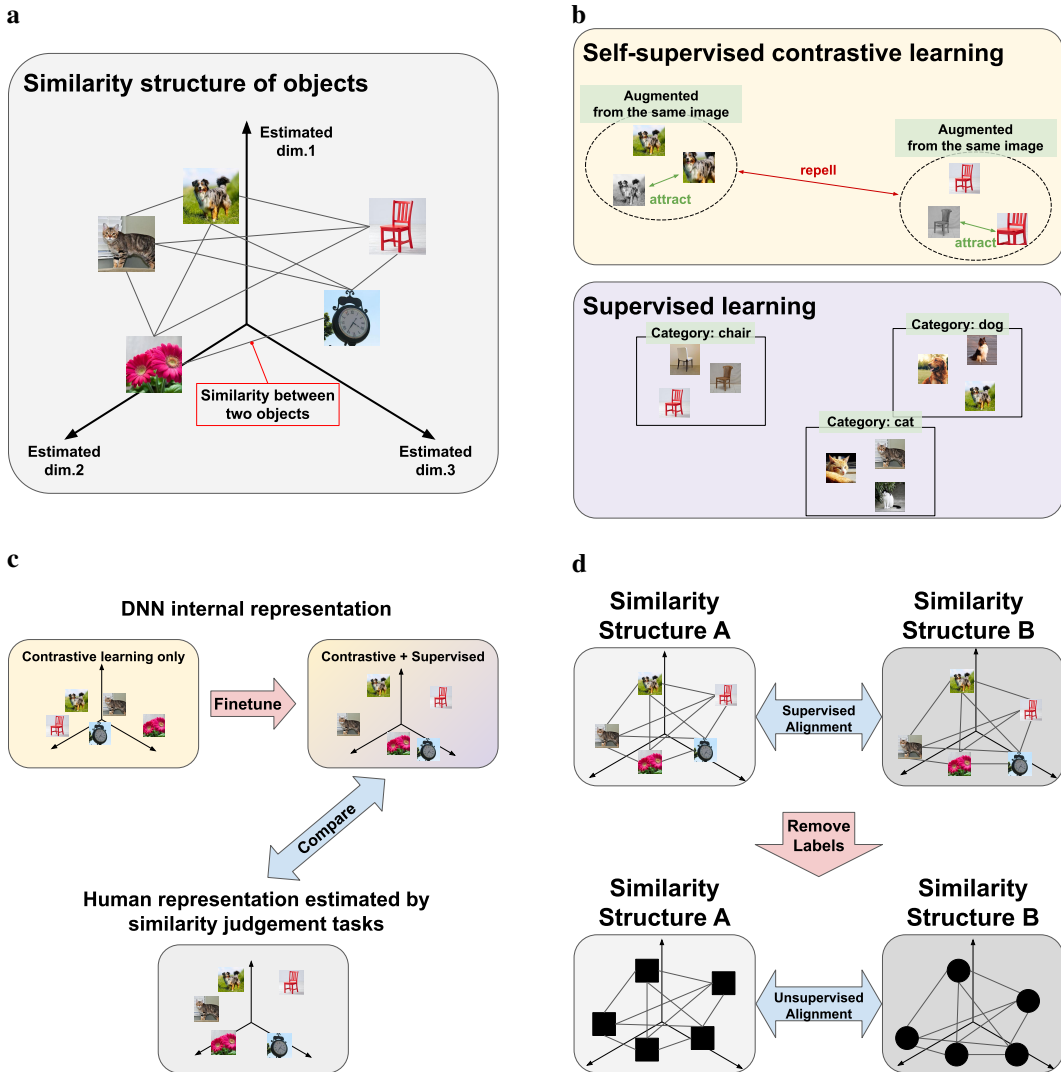 a
Similarity structure of objects
Estimated
dim.1
Similarity between
two objects
Estimated
dim.2
Estimated
dim.3
b
Self-supervised contrastive learning
Augmented
from the same image
attract
repell
Augmented
from the same image
attract
Supervised learning
Category: chair
Category: dog
Category: cat
c
DNN internal representation
Contrastive learning only
Finetune
Contrastive + Supervised
Compare
Human representation estimated by
similarity judgement tasks
d
Similarity
Structure A
Similarity
Structure B
Supervised
Alignment
Remove
Labels
Similarity
Structure A
Similarity
Structure B
Unsupervised
Alignment